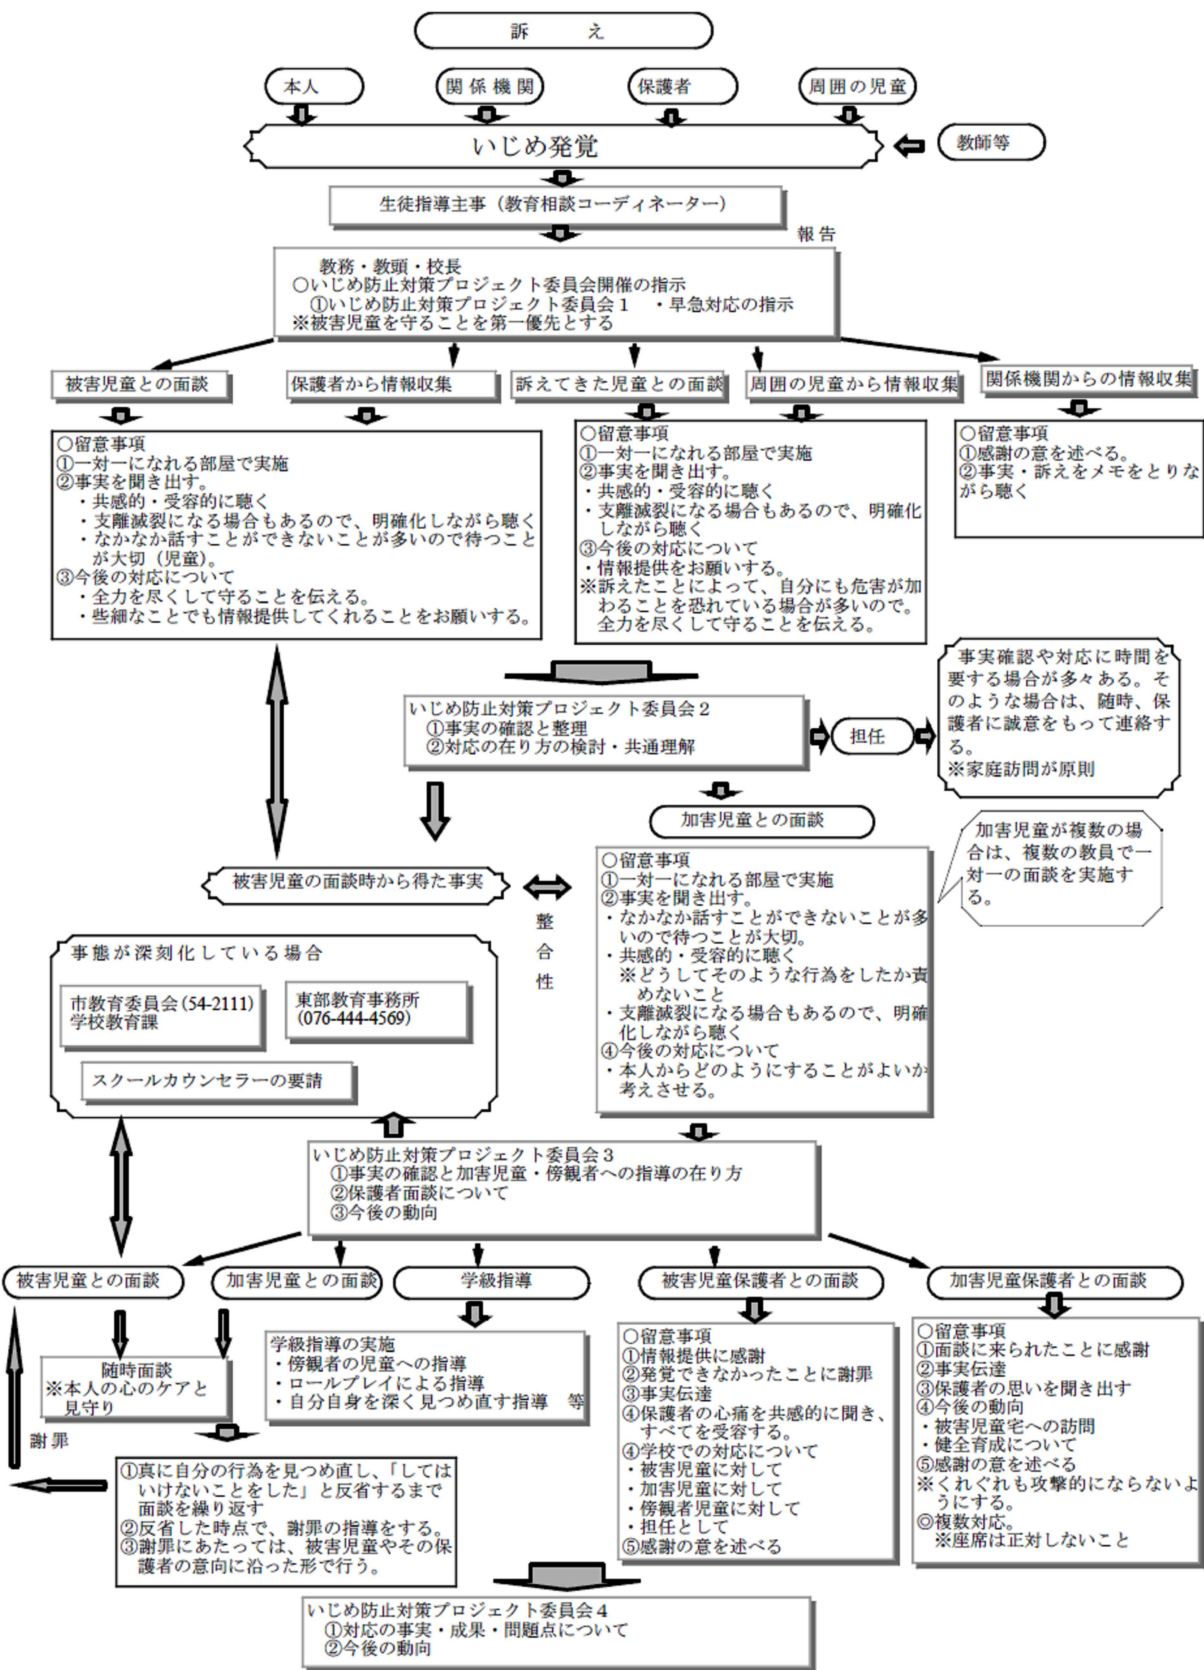 訴　え
本人
関係機関
保護者
周囲の児童
いじめ発覚
教師等
生徒指導主事（教育相談コーディネーター）
報告
教務・教頭・校長
○いじめ防止対策プロジェクト委員会開催の指示
①いじめ防止対策プロジェクト委員会１　・早急対応の指示
※被害児童を守ることを第一優先とする
被害児童との面談
保護者から情報収集
訴えてきた児童との面談
周囲の児童から情報収集
関係機関からの情報収集
○留意事項
①一対一になれる部屋で実施
②事実を聞き出す。
・共感的・受容的に聴く
・支離滅裂になる場合もあるので、明確化しながら聴く
・なかなか話すことができないことが多いので待つこと
が大切（児童）。
③今後の対応について
・全力を尽くして守ることを伝える。
・些細なことでも情報提供してくれることをお願いする。
○留意事項
①一対一になれる部屋で実施
②事実を聞き出す。
・共感的・受容的に聴く
・支離滅裂になる場合もあるので、明確化
しながら聴く
③今後の対応について
・情報提供をお願いする。
※訴えたことによって、自分にも危害が加
わることを恐れている場合が多いので。
全力を尽くして守ることを伝える。
○留意事項
①感謝の意を述べる。
②事実・訴えをメモをとりな
がら聴く
いじめ防止対策プロジェクト委員会２
①事実の確認と整理
②対応の在り方の検討・共通理解
担任
事実確認や対応に時間を
要する場合が多々ある。そ
のような場合は、随時、保
護者に誠意をもって連絡す
る。
※家庭訪問が原則
加害児童との面談
加害児童が複数の場
合は、複数の教員で一
対一の面談を実施す
る。
○留意事項
①一対一になれる部屋で実施
②事実を聞き出す。
・なかなか話すことができないことが多
いので待つことが大切。
・共感的・受容的に聴く
※どうしてそのような行為をしたか責
めないこと
・支離滅裂になる場合もあるので、明確
化しながら聴く
④今後の対応について
・本人からどのようにすることがよいか
考えさせる。
被害児童の面談時から得た事実
整合性
事態が深刻化している場合
市教育委員会(54-2111)
学校教育課
東部教育事務所
(076-444-4569)
スクールカウンセラーの要請
いじめ防止対策プロジェクト委員会３
①事実の確認と加害児童・傍観者への指導の在り方
②保護者面談について
③今後の動向
被害児童との面談
加害児童との面談
学級指導
被害児童保護者との面談
加害児童保護者との面談
随時面談
※本人の心のケアと
見守り
学級指導の実施
・傍観者の児童への指導
・ロールプレイによる指導
・自分自身を深く見つめ直す指導　等
○留意事項
①情報提供に感謝
②発覚できなかったことに謝罪
③事実伝達
④保護者の心痛を共感的に聞き、
すべてを受容する。
④学校での対応について
・被害児童に対して
・加害児童に対して
・傍観者児童に対して
・担任として
⑤感謝の意を述べる
○留意事項
①面談に来られたことに感謝
②事実伝達
③保護者の思いを聞き出す
④今後の動向
・被害児童宅への訪問
・健全育成について
⑤感謝の意を述べる
※くれぐれも攻撃的にならないよ
うにする。
◎複数対応。
※座席は正対しないこと
謝罪
①真に自分の行為を見つめ直し、「しては
いけないことをした」と反省するまで
面談を繰り返す
②反省した時点で、謝罪の指導をする。
③謝罪にあたっては、被害児童やその保
護者の意向に沿った形で行う。
いじめ防止対策プロジェクト委員会４
①対応の事実・成果・問題点について
②今後の動向